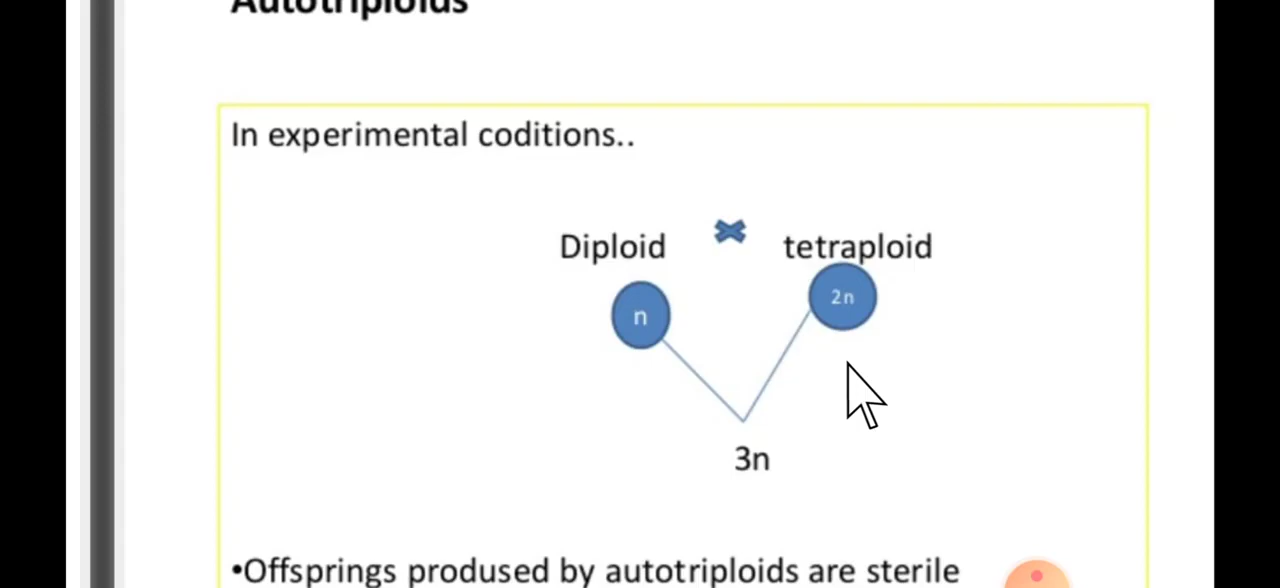 Autotriploids
In experimental coditions..
Diploid tetraploid
n 2n
3n
•Offsprings prodused by autotriploids are sterile